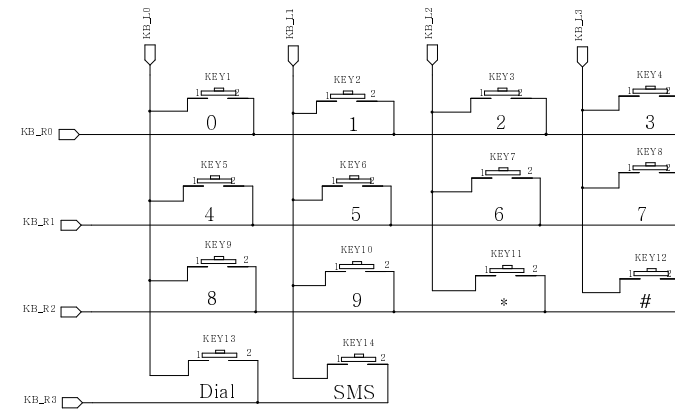 KB_L0 KB_L1 KB_L2 KB_L3
KEY1 KEY2 KEY3 KEY4
1 2 1 2 1 2 1 2
KB_R0 0 1 2 3
KEY5 KEY6 KEY7 KEY8
1 2 1 2 1 2 1 2
KB_R1 4 5 6 7
KEY9 KEY10 KEY11 KEY12
1 2 1 2 1 2 1 2
KB_R2 8 9 * #
KEY13 KEY14
1 2 1 2
Dial SMS
KB_R3